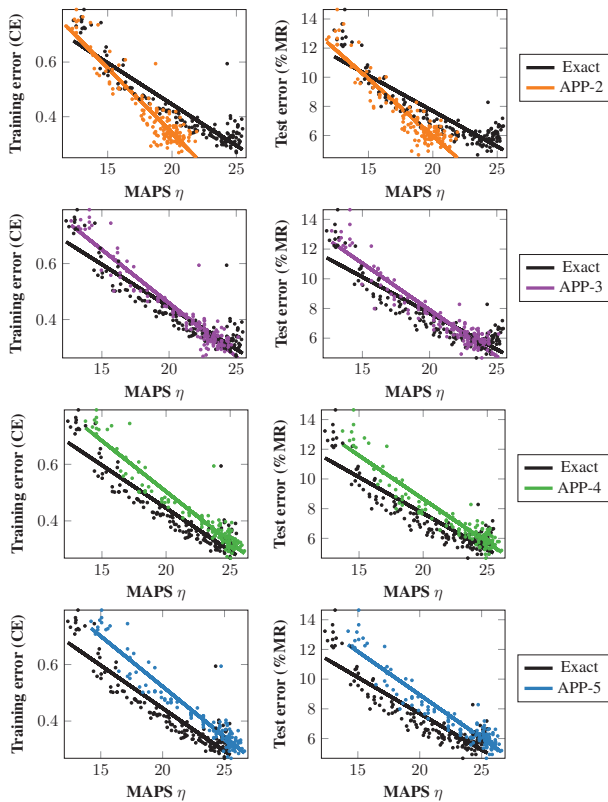 Training error (CE)
0.6
0.4
15 20 25
MAPS η
Test error (%MR)
14
12
10
8
6
15 20 25
MAPS η
Exact
APP-2
Training error (CE)
0.6
0.4
15 20 25
MAPS η
Test error (%MR)
14
12
10
8
6
15 20 25
MAPS η
Exact
APP-3
Training error (CE)
0.6
0.4
15 20 25
MAPS η
Test error (%MR)
14
12
10
8
6
15 20 25
MAPS η
Exact
APP-4
Training error (CE)
0.6
0.4
15 20 25
MAPS η
Test error (%MR)
14
12
10
8
6
15 20 25
MAPS η
Exact
APP-5